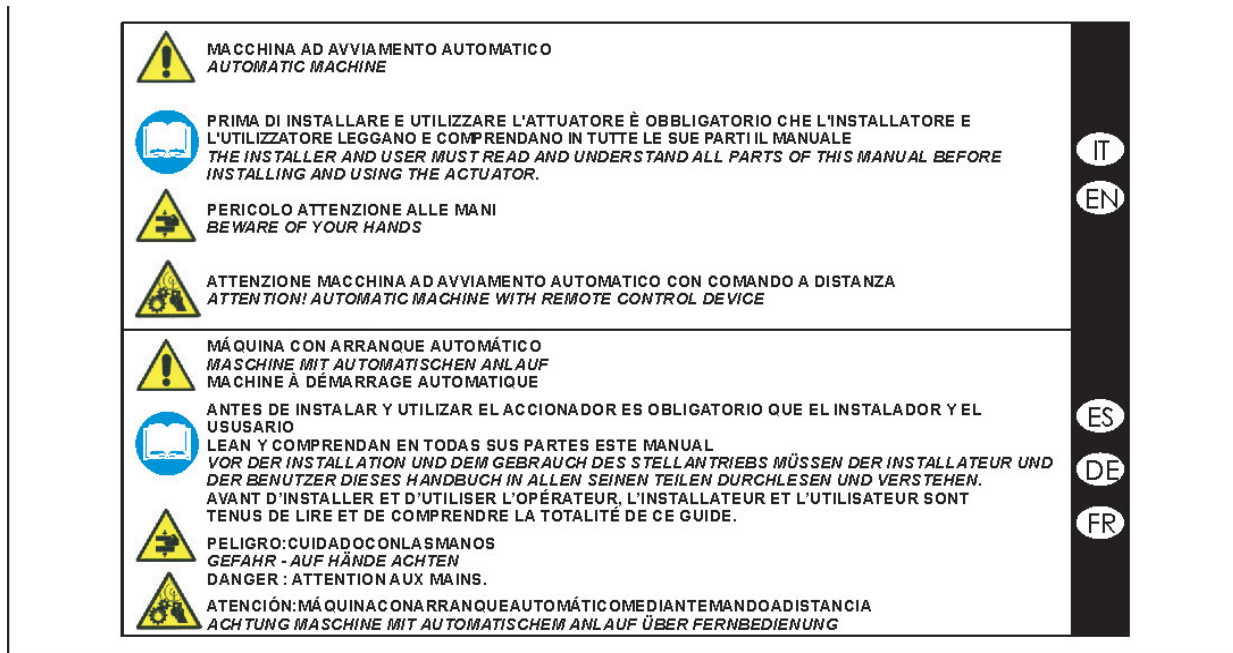 MACCHINA AD AVVIAMENTO AUTOMATICO
AUTOMATIC MACHINE
PRIMA DI INSTALLARE E UTILIZZARE L'ATTUATORE È OBBLIGATORIO CHE L'INSTALLATORE E
L'UTILIZZATORE LEGGANO E COMPRENDANO IN TUTTE LE SUE PARTI IL MANUALE
THE INSTALLER AND USER MUST READ AND UNDERSTAND ALL PARTS OF THIS MANUAL BEFORE
INSTALLING AND USING THE ACTUATOR.
PERICOLO ATTENZIONE ALLE MANI
BEWARE OF YOUR HANDS
ATTENZIONE MACCHINA AD AVVIAMENTO AUTOMATICO CON COMANDO A DISTANZA
ATTENTION! AUTOMATIC MACHINE WITH REMOTE CONTROL DEVICE
IT
EN
MÁQUINA CON ARRANQUE AUTOMÁTICO
MASCHINE MIT AUTOMATISCHEN ANLAUF
MACHINE À DÉMARRAGE AUTOMATIQUE
ANTES DE INSTALAR Y UTILIZAR EL ACCIONADOR ES OBLIGATORIO QUE EL INSTALADOR Y EL
USUSARIO
LEAN Y COMPRENDAN EN TODAS SUS PARTES ESTE MANUAL
VOR DER INSTALLATION UND DEM GEBRAUCH DES STELLANTRIEBS MÜSSEN DER INSTALLATEUR UND
DER BENUTZER DIESES HANDBUCH IN ALLEN SEINEN TEILEN DURCHLESEN UND VERSTEHEN.
AVANT D'INSTALLER ET D'UTILISER L'OPÉRATEUR, L'INSTALLATEUR ET L'UTILISATEUR SONT
TENUS DE LIRE ET DE COMPRENDRE LA TOTALITÉ DE CE GUIDE.
PELIGRO:CUIDADOCONLASMANOS
GEFAHR - AUF HÄNDE ACHTEN
DANGER : ATTENTION AUX MAINS.
ATENCIÓN:MÁQUINACONARRANQUEAUTOMÁTICOMEDIANTEMANDOADISTANCIA
ACHTUNG MASCHINE MIT AUTOMATISCHEM ANLAUF ÜBER FERNBEDIENUNG
ES
DE
FR